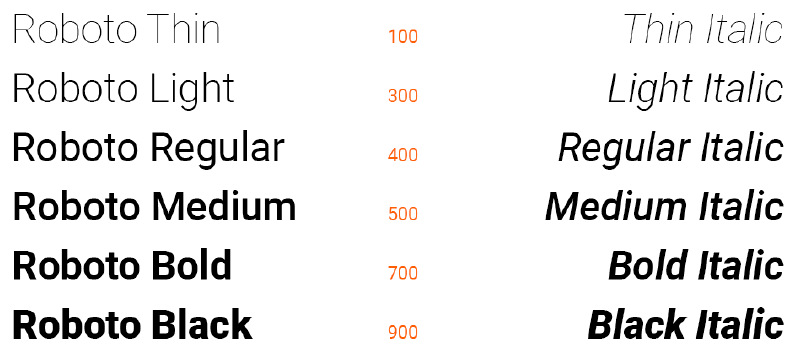 Roboto Thin 100 Thin Italic
Roboto Light 300 Light Italic
Roboto Regular 400 Regular Italic
Roboto Medium 500 Medium Italic
Roboto Bold 700 Bold Italic
Roboto Black 900 Black Italic